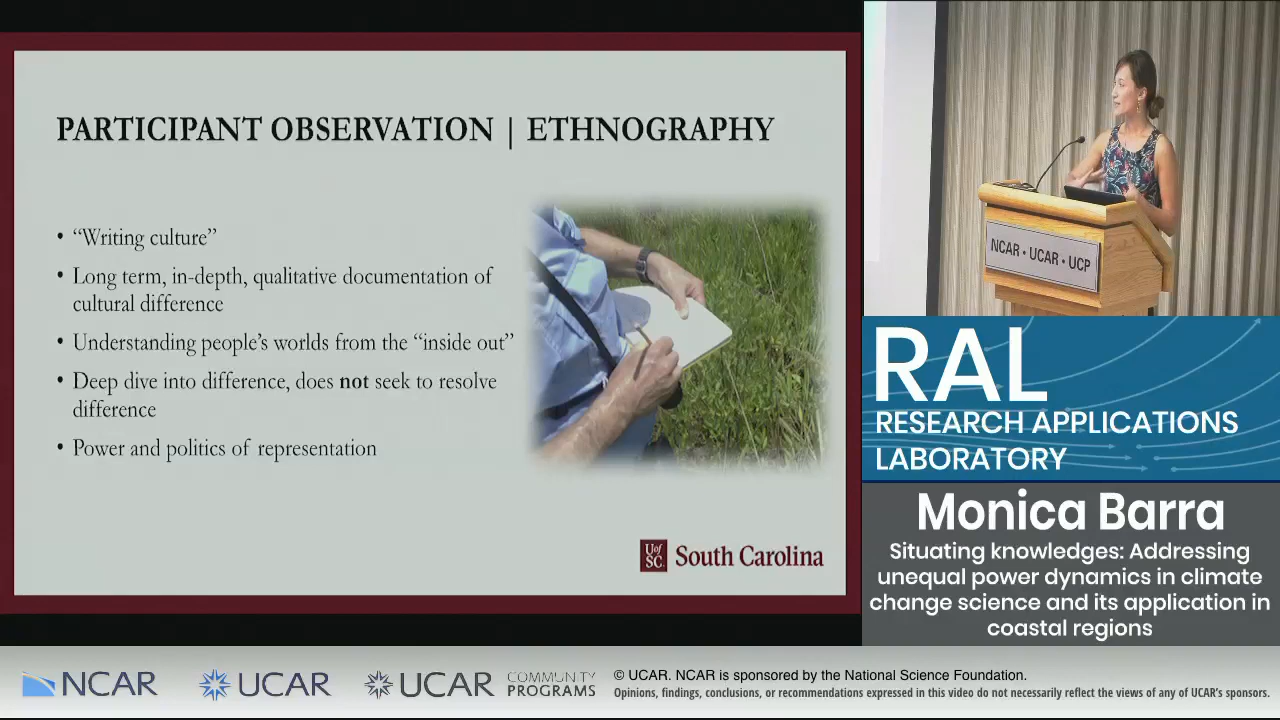 PARTICIPANT OBSERVATION | ETHNOGRAPHY
• “Writing culture”
• Long term, in-depth, qualitative documentation of
cultural difference
• Understanding people’s worlds from the “inside out”
• Deep dive into difference, does not seek to resolve
difference
• Power and politics of representation
UofSC
South Carolina
NCAR • UCAR • UCP
RAL
RESEARCH APPLICATIONS
LABORATORY
Monica Barra
Situating knowledges: Addressing
unequal power dynamics in climate
change science and its application in
coastal regions
NCAR
UCAR
UCAR
COMMUNITY
PROGRAMS
© UCAR. NCAR is sponsored by the National Science Foundation.
Opinions, findings, conclusions, or recommendations expressed in this video do not necessarily reflect the views of any of UCAR's sponsors.